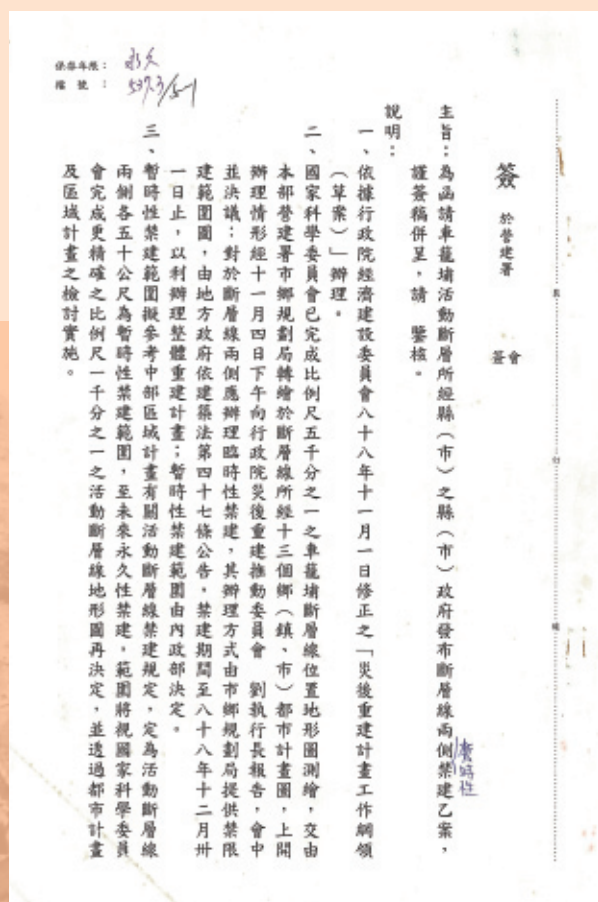 保存年限：永久
檔號：537.3/5-1
簽 於營建署
會
簽
裝
訂
線
主旨：為函請車籠埔活動斷層所經縣（市）之縣（市）政府發布斷層線兩側禁建乙案，
謹簽稿併呈，請 鑒核。
說明：
一、依據行政院經濟建設委員會八十八年十一月一日修正之「災後重建計畫工作綱領
（草案）」辦理。
二、國家科學委員會已完成比例尺五千分之一之車籠埔斷層線位置地形圖測繪，交由
本部營建署市鄉規劃局轉繪於斷層線所經十三個鄉（鎮、市）都市計畫圖，上開
辦理情形經十一月四日下午向行政院災後重建推動委員會 劉執行長報告，會中
並決議：對於斷層線兩側應辦理臨時性禁建，其辦理方式由市鄉規劃局提供禁限
建範圍圖，由地方政府依建築法第四十七條公告，禁建期間至八十八年十二月卅
一日止，以利辦理整體重建計畫；暫時性禁建範圍由內政部決定。
三、暫時性禁建範圍擬參考中部區域計畫有關活動斷層線禁建規定，定為活動斷層線
兩側各五十公尺為暫時性禁建範圍，至未來永久性禁建，範圍將視國家科學委員
會完成更精確之比例尺一千分之一之活動斷層線地形圖再決定，並透過都市計畫
及區域計畫之檢討實施。